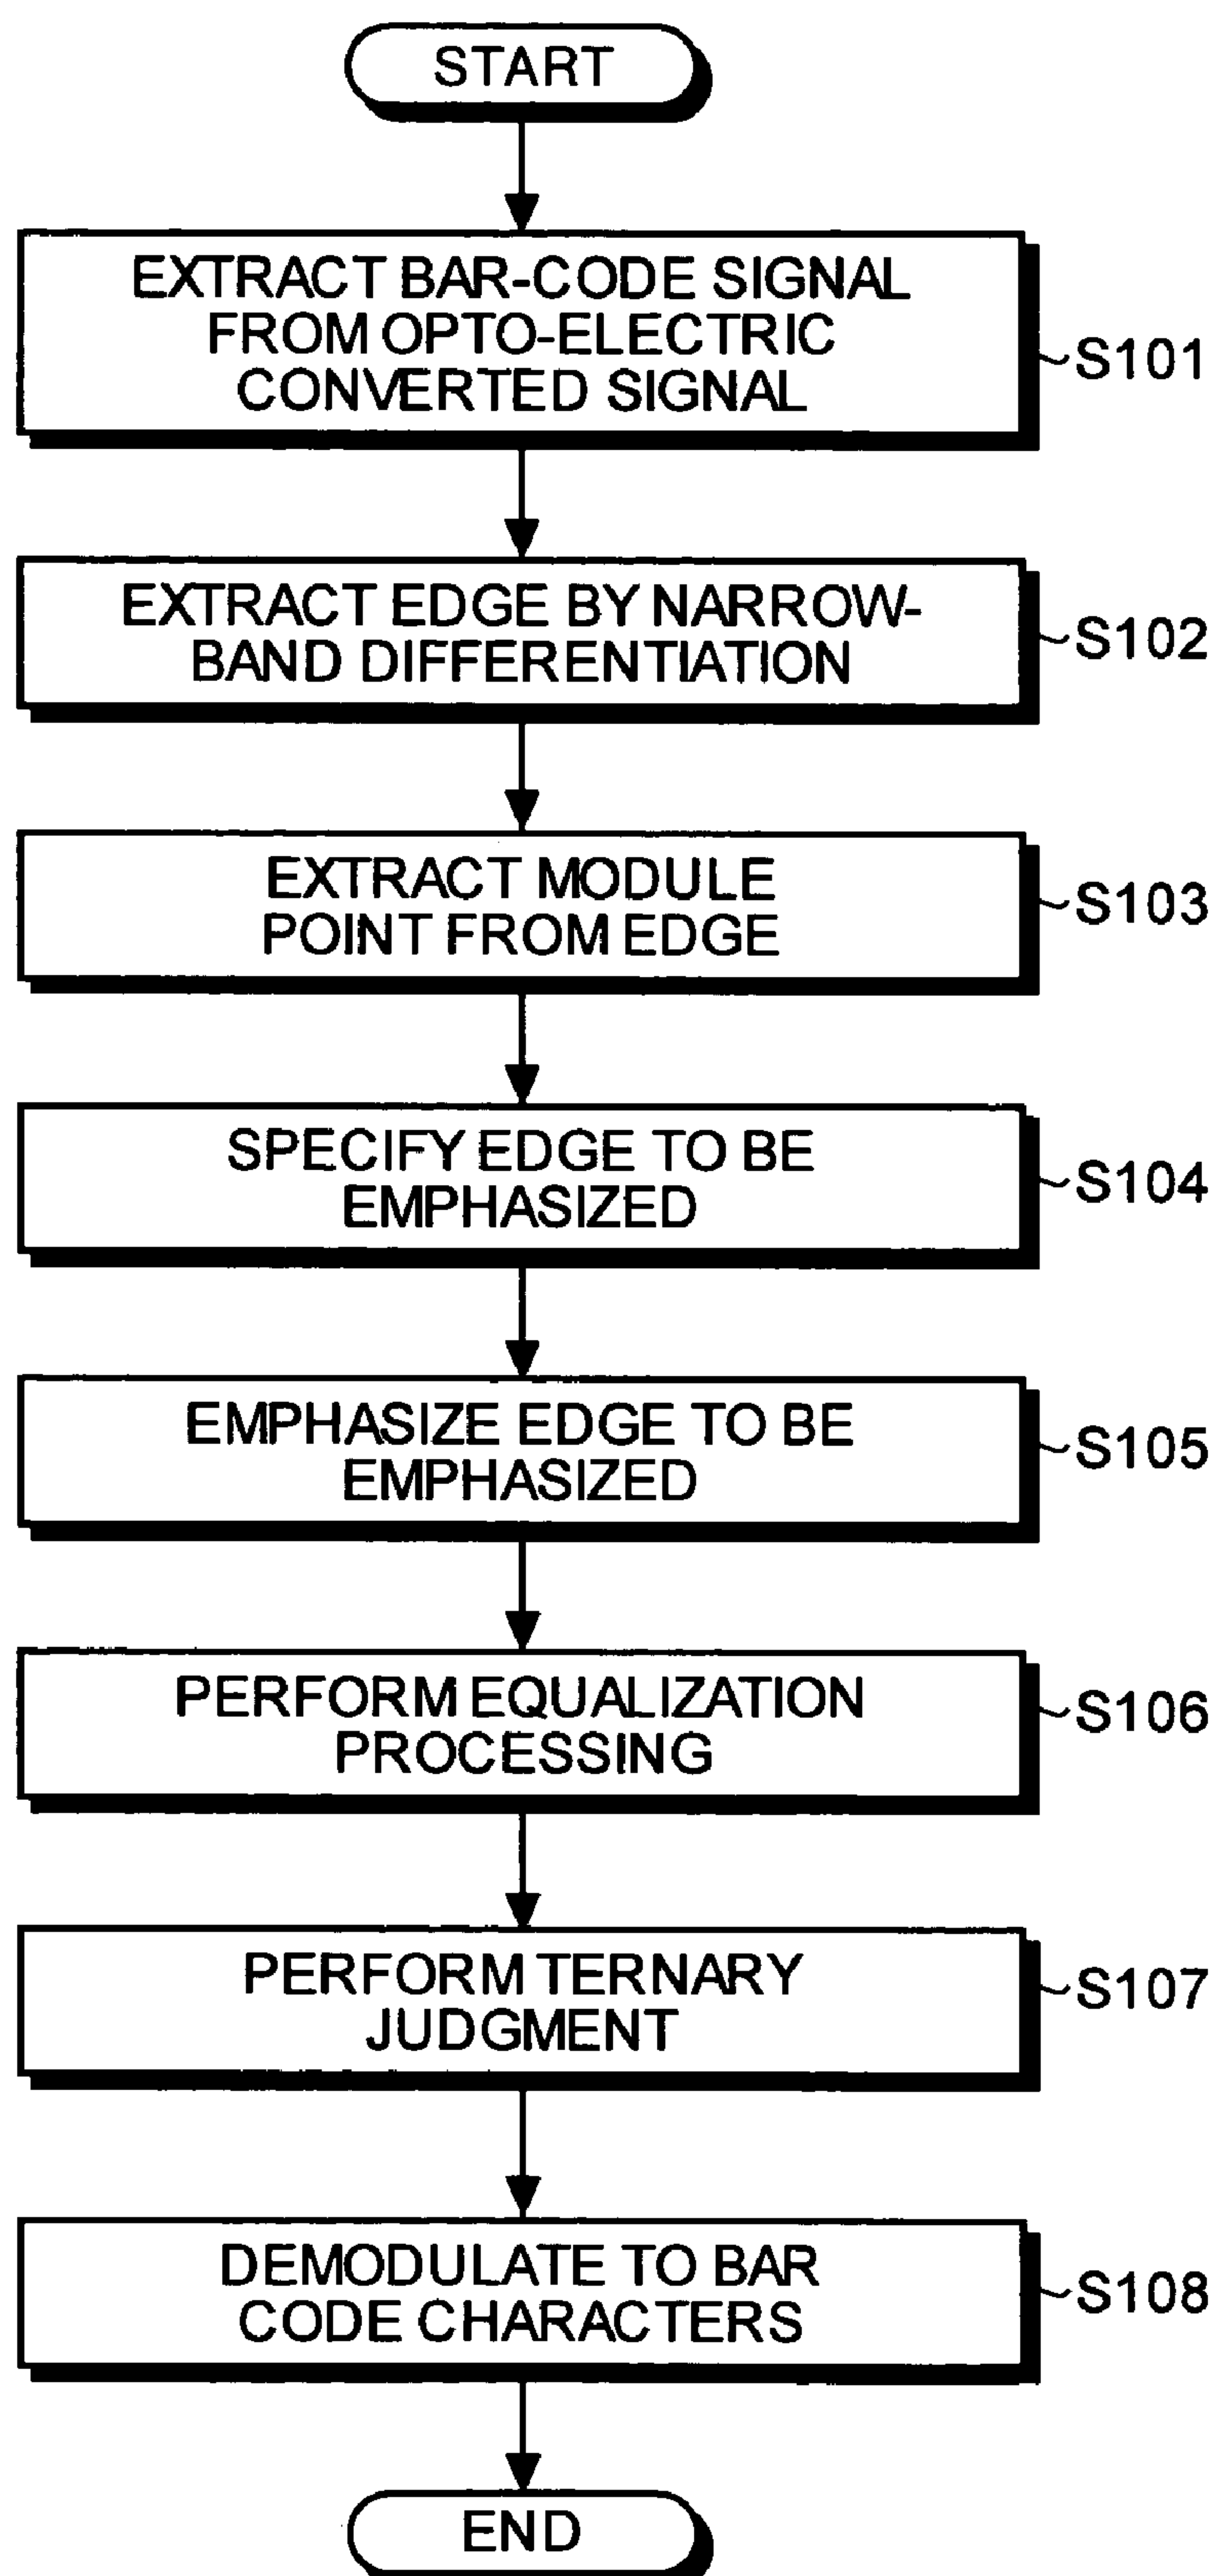 START
EXTRACT BAR-CODE SIGNAL
FROM OPTO-ELECTRIC
CONVERTED SIGNAL
S101
EXTRACT EDGE BY NARROW-
BAND DIFFERENTIATION
S102
EXTRACT MODULE
POINT FROM EDGE
S103
SPECIFY EDGE TO BE
EMPHASIZED
S104
EMPHASIZE EDGE TO BE
EMPHASIZED
S105
PERFORM EQUALIZATION
PROCESSING
S106
PERFORM TERNARY
JUDGMENT
S107
DEMODULATE TO BAR
CODE CHARACTERS
S108
END